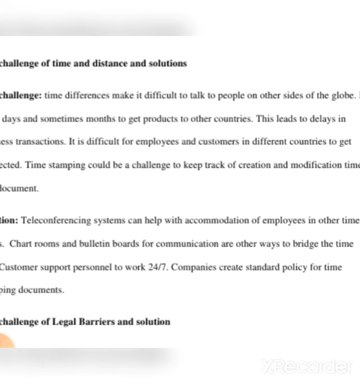 challenge of time and distance and solutions
challenge: time differences make it difficult to talk to people on other sides of the globe.
days and sometimes months to get products to other countries. This leads to delays in
ess transactions. It is difficult for employees and customers in different countries to get
ected. Time stamping could be a challenge to keep track of creation and modification time
document.
tion: Teleconferencing systems can help with accommodation of employees in other time
s. Chart rooms and bulletin boards for communication are other ways to bridge the time
Customer support personnel to work 24/7. Companies create standard policy for time
ping documents.
challenge of Legal Barriers and solution
XRecorder